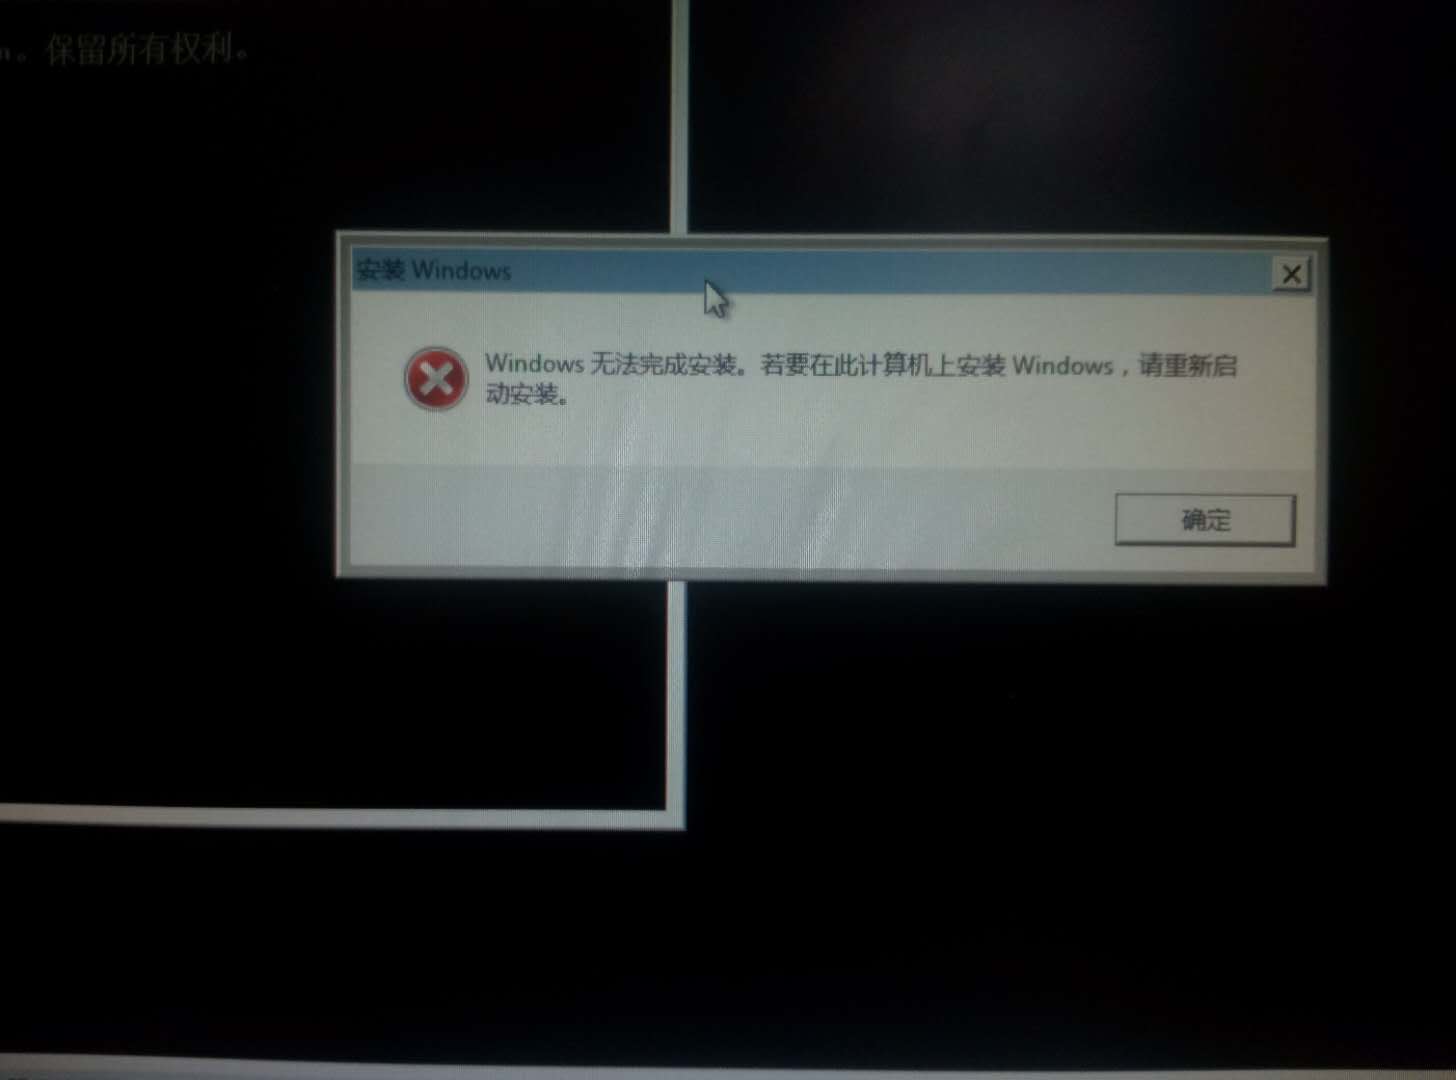 。保留所有权利。
安装 Windows
Windows 无法完成安装。若要在此计算机上安装 Windows，请重新启
动安装。
确定